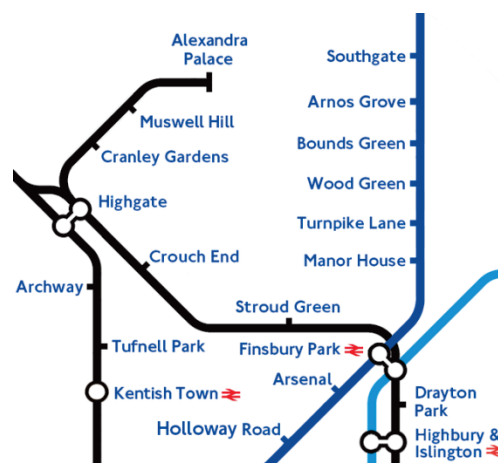 Alexandra
Palace
Southgate
Arnos Grove
Muswell Hill
Bounds Green
Cranley Gardens
Wood Green
Highgate
Turnpike Lane
Crouch End
Manor House
Archway
Stroud Green
Tufnell Park
Finsbury Park
Arsenal
Kentish Town
Drayton
Park
Holloway Road
Highbury &
Islington